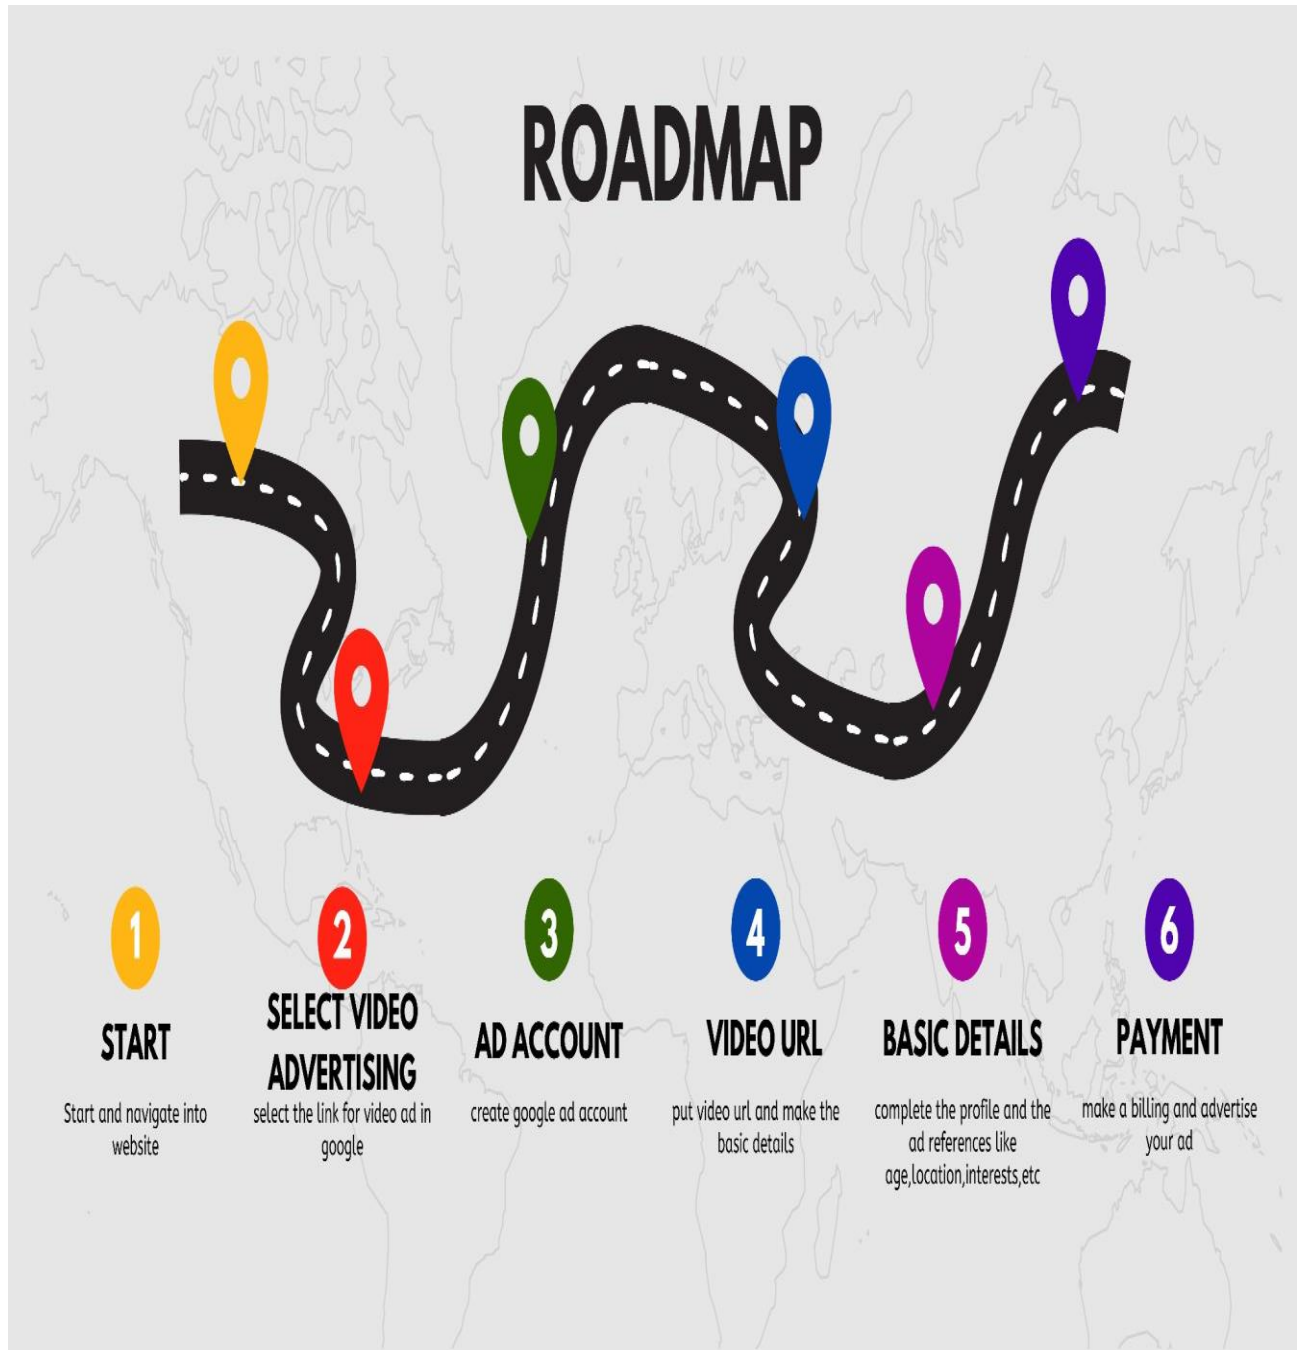 ROADMAP
1
START
Start and navigate into
website
2
SELECT VIDEO
ADVERTISING
select the link for video ad in
google
3
AD ACCOUNT
create google ad account
4
VIDEO URL
put video url and make the
basic details
5
BASIC DETAILS
complete the profile and the
ad references like
age,location,interests,etc
6
PAYMENT
make a billing and advertise
your ad